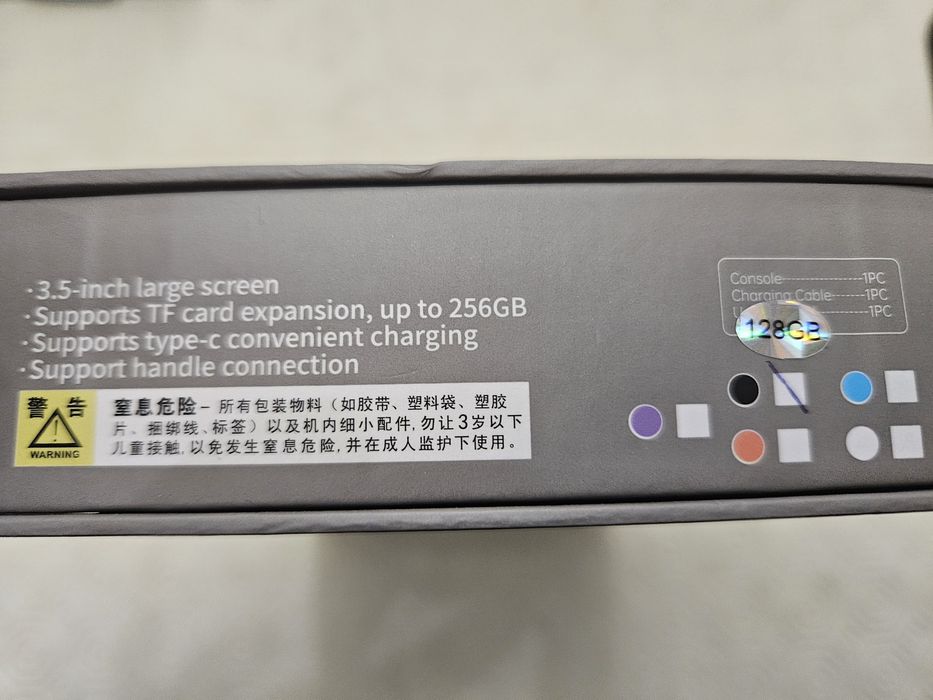 ·3.5-inch large screen
·Supports TF card expansion, up to 256GB
·Supports type-c convenient charging
·Support handle connection
警 告
WARNING
窒息危险－所有包装物料（如胶带、塑料袋、塑胶
片、捆绑线、标签）以及机内细小配件,勿让3岁以下
儿童接触,以免发生窒息危险,并在成人监护下使用。
Console-----------1PC
Charging Cable------1PC
1PC
128GB